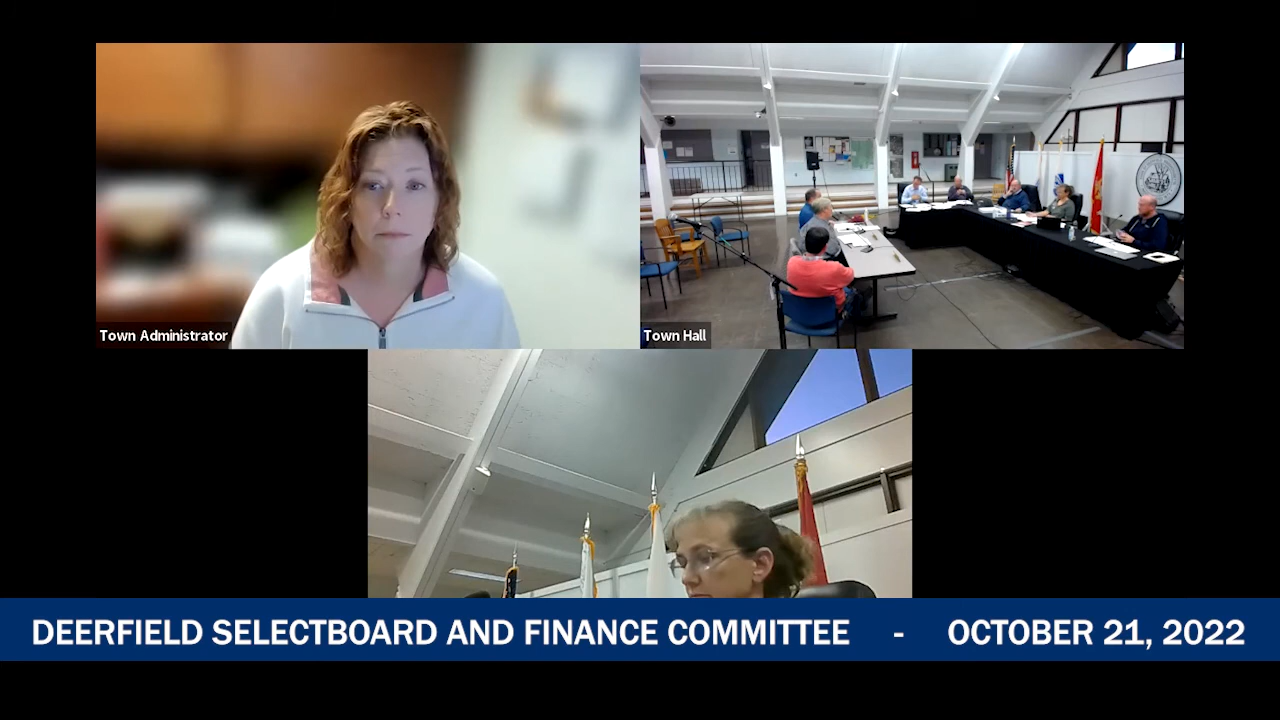 Town Administrator
Town Hall
DEERFIELD SELECTBOARD AND FINANCE COMMITTEE - OCTOBER 21, 2022